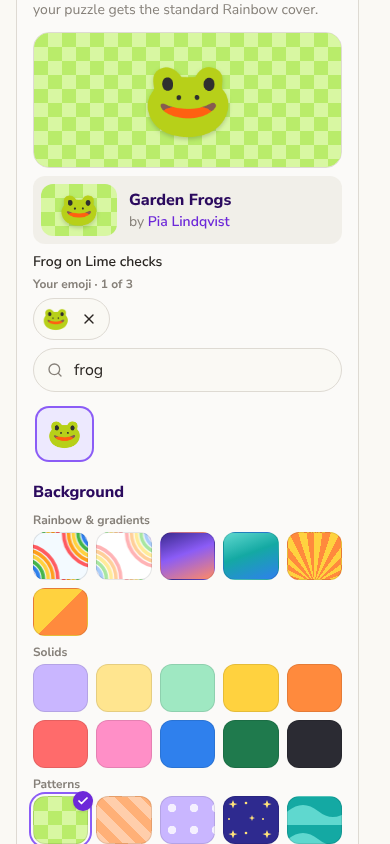 your puzzle gets the standard Rainbow cover.
Garden Frogs
by Pia Lindqvist
Frog on Lime checks
Your emoji · 1 of 3
frog
Background
Rainbow & gradients
Solids
Patterns